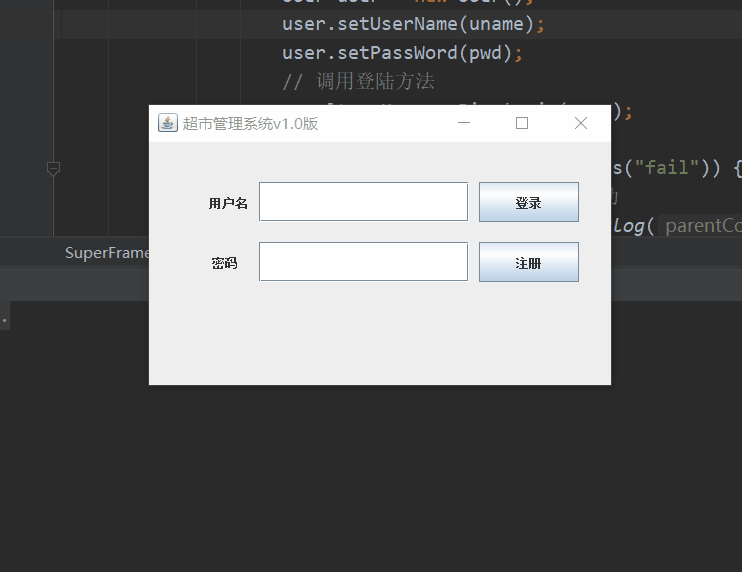 user.setUserName(uname);
user.setPassWord(pwd);
// 调用登陆方法
);
超市管理系统v1.0版
s("fail")) {
用户名
登录
log( parentCo
SuperFrame
密码
注册
.